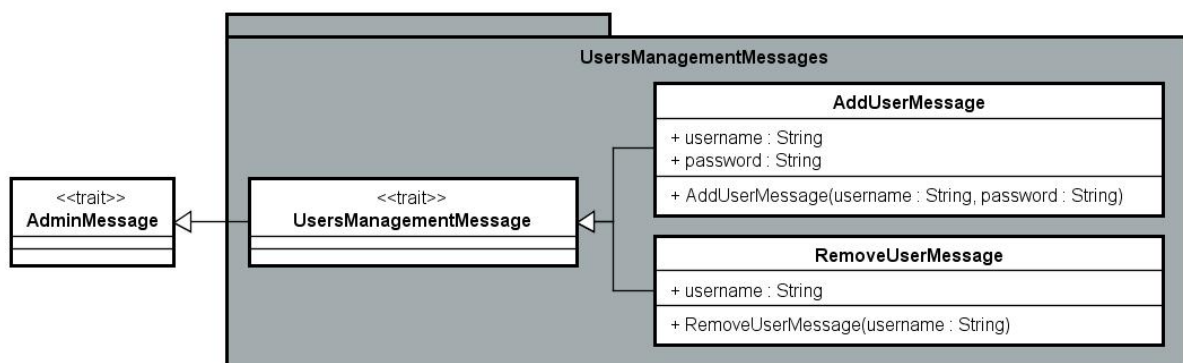 UsersManagementMessages
AddUserMessage
+ username : String
+ password : String
+ AddUserMessage(username : String, password : String)
<<trait>>
AdminMessage
<<trait>>
UsersManagementMessage
RemoveUserMessage
+ username : String
+ RemoveUserMessage(username : String)